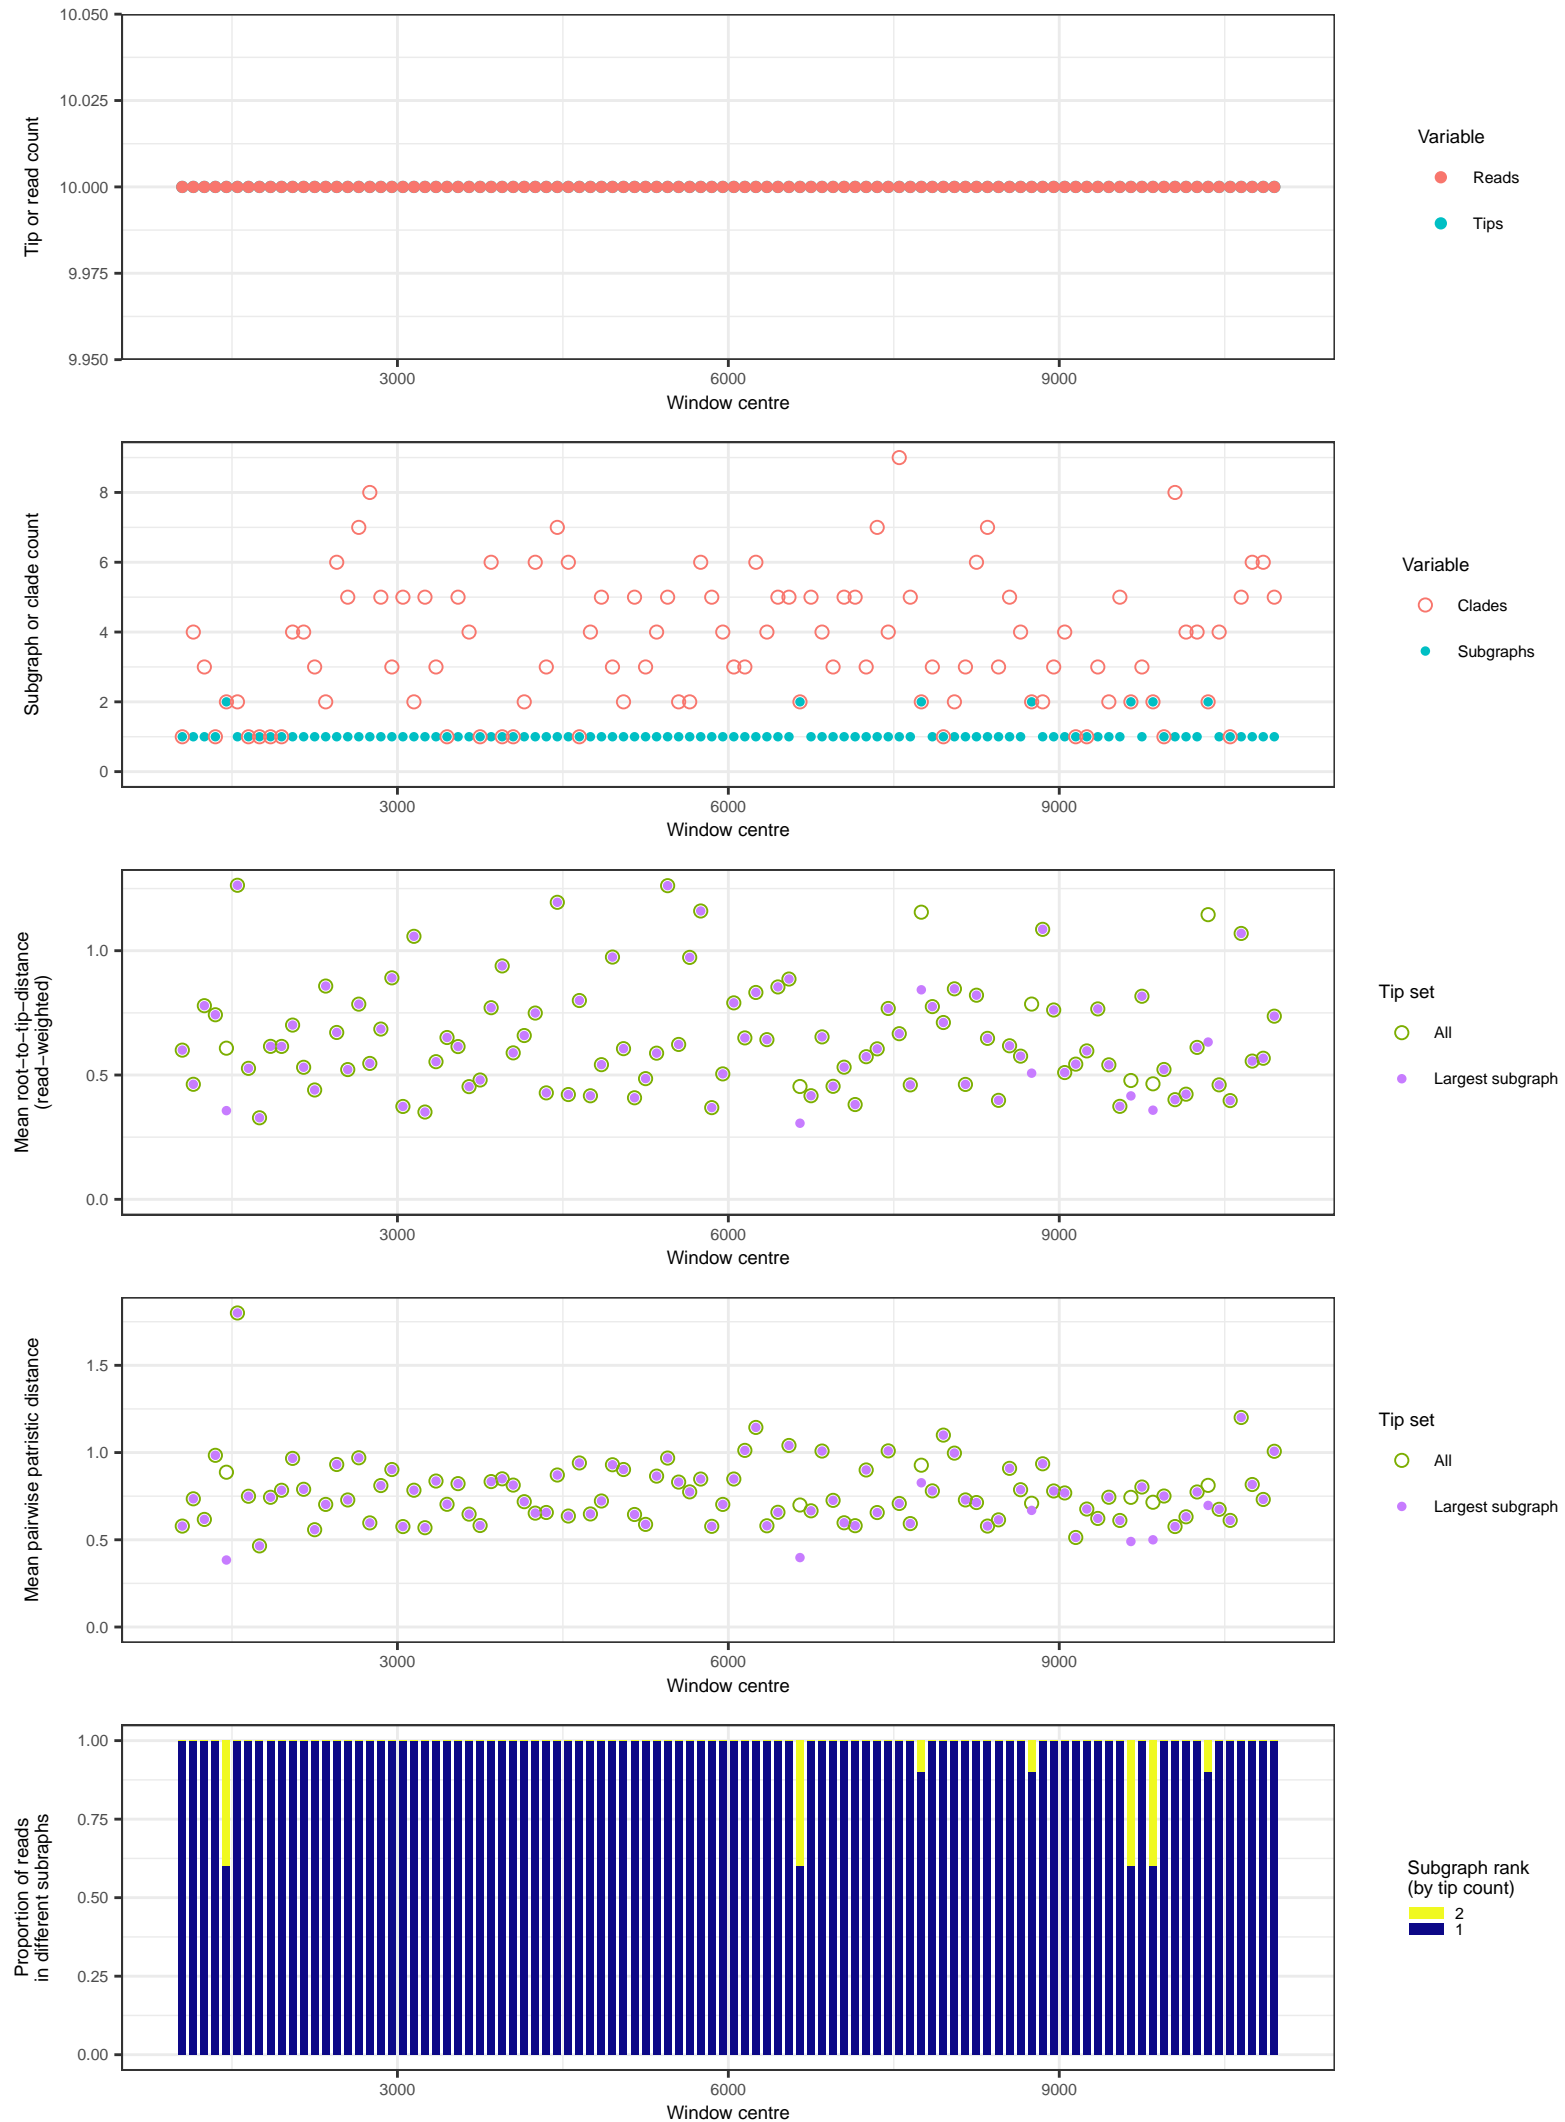 10.050
10.025
10.000
9.975
9.950
Tip or read count
3000
6000
9000
Window centre
Variable
Reads
Tips
8
6
4
2
0
Subgraph or clade count
3000
6000
9000
Window centre
Variable
Clades
Subgraphs
1.0
0.5
0.0
Mean root−to−tip−distance
(read−weighted)
3000
6000
9000
Window centre
Tip set
All
Largest subgraph
1.5
1.0
0.5
0.0
Mean pairwise patristic distance
3000
6000
9000
Window centre
Tip set
All
Largest subgraph
1.00
0.75
0.50
0.25
0.00
Proportion of reads
in different subraphs
3000
6000
9000
Window centre
Subgraph rank
(by tip count)
2
1